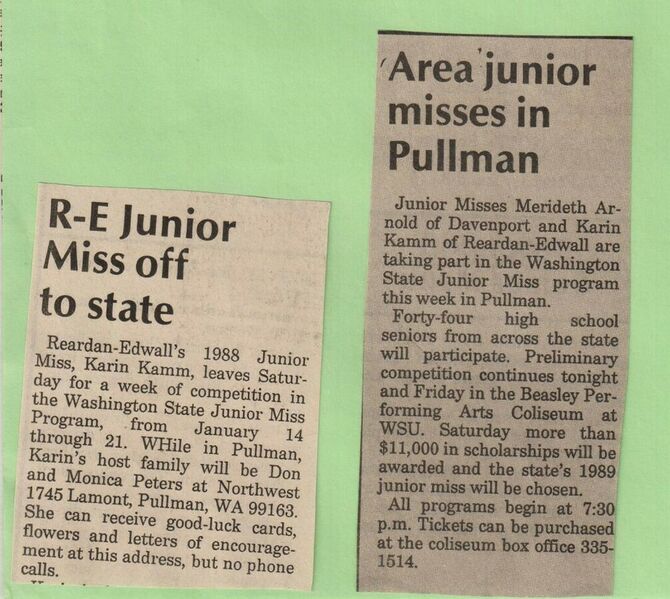 R-E Junior
Miss off
to state
Reardan-Edwall's 1988 Junior
Miss, Karin Kamm, leaves Satur-
day for a week of competition in
the Washington State Junior Miss
Program, from January 14
through 21. WHile in Pullman,
Karin's host family will be Don
and Monica Peters at Northwest
1745 Lamont, Pullman, WA 99163.
She can receive good-luck cards,
flowers and letters of encourage-
ment at this address, but no phone
calls.
Area junior
misses in
Pullman
Junior Misses Merideth Ar-
nold of Davenport and Karin
Kamm of Reardan-Edwall are
taking part in the Washington
State Junior Miss program
this week in Pullman.
Forty-four high school
seniors from across the state
will participate. Preliminary
competition continues tonight
and Friday in the Beasley Per-
forming Arts Coliseum at
WSU. Saturday more than
$11,000 in scholarships will be
awarded and the state's 1989
junior miss will be chosen.
All programs begin at 7:30
p.m. Tickets can be purchased
at the coliseum box office 335-
1514.